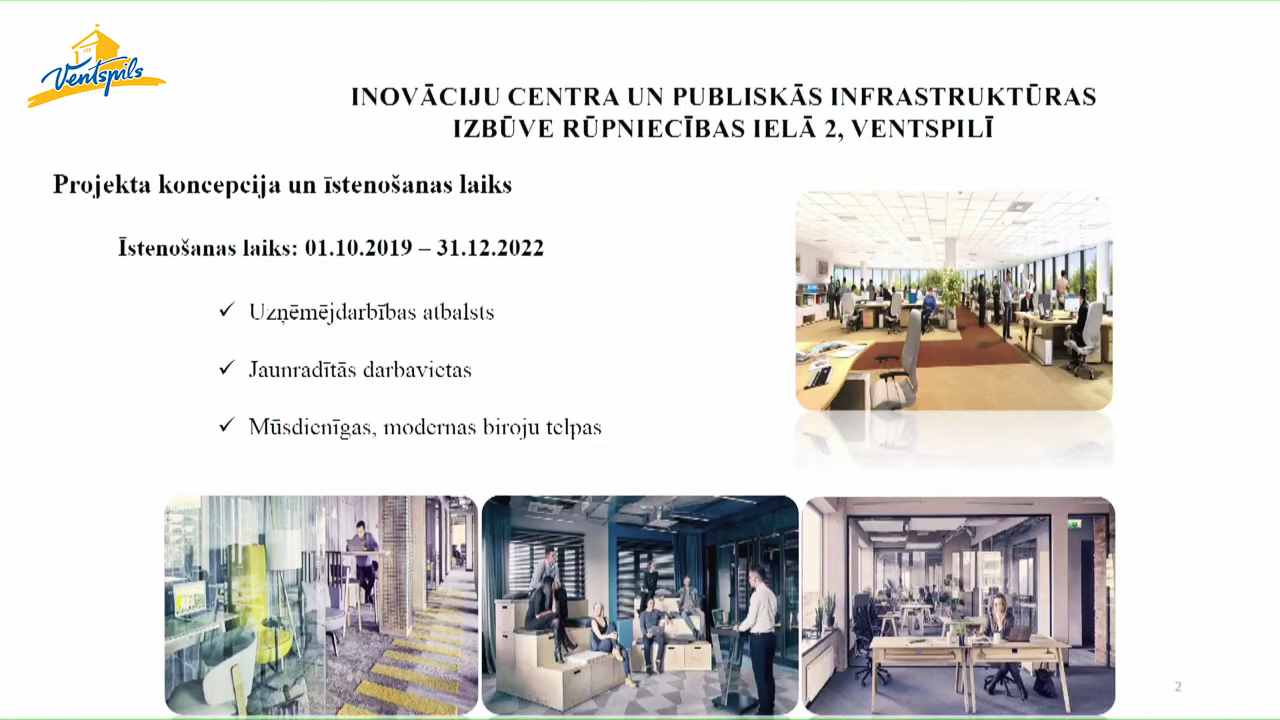 Ventspils
INOVĀCIJU CENTRA UN PUBLISKĀS INFRASTRUKTŪRAS
IZBŪVE RŪPNIECĪBAS IELĀ 2, VENTSPILĪ
Projekta koncepcija un īstenošanas laiks
Īstenošanas laiks: 01.10.2019 – 31.12.2022
✓ Uzņēmējdarbības atbalsts
✓ Jaunradītās darbavietas
✓ Mūsdienīgas, modernas biroju telpas
2